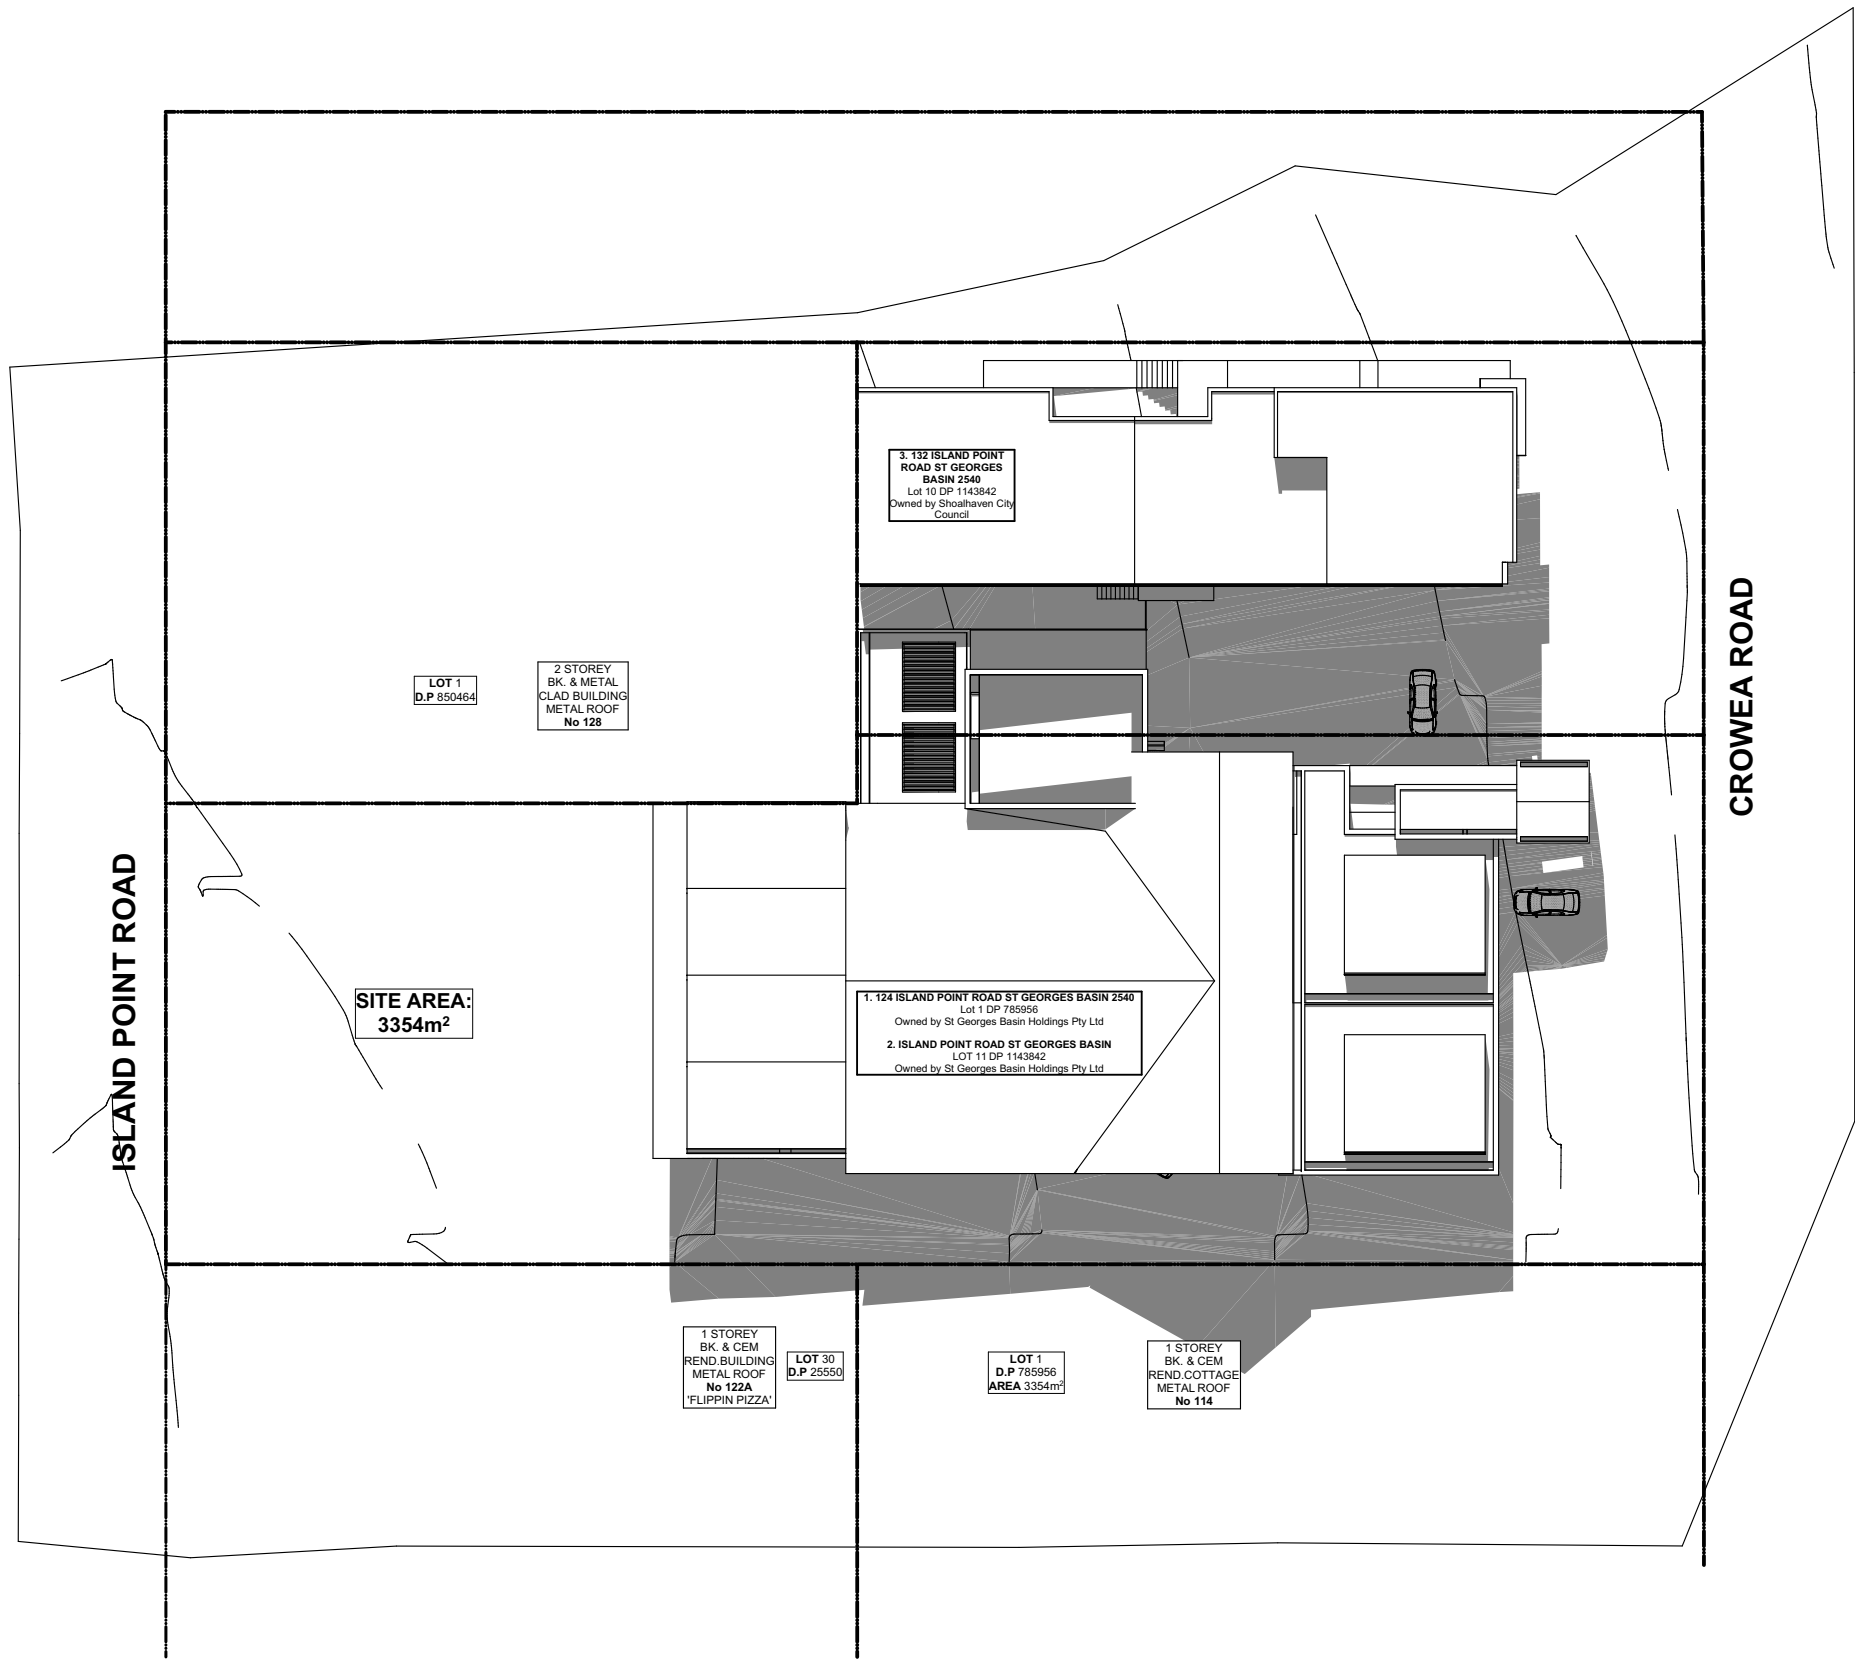 3. 132 ISLAND POINT
ROAD ST GEORGES
BASIN 2540
Lot 10 DP 1143842
Owned by Shoalhaven City
Council
LOT 1
D.P 850464
2 STOREY
BK. & METAL
CLAD BUILDING
METAL ROOF
No 128
CROWEA ROAD
ISLAND POINT ROAD
SITE AREA:
3354m²
1. 124 ISLAND POINT ROAD ST GEORGES BASIN 2540
Lot 1 DP 785956
Owned by St Georges Basin Holdings Pty Ltd
2. ISLAND POINT ROAD ST GEORGES BASIN
LOT 11 DP 1143842
Owned by St Georges Basin Holdings Pty Ltd
1 STOREY
BK. & CEM
REND.BUILDING
METAL ROOF
No 122A
'FLIPPIN PIZZA'
LOT 30
D.P 25550
LOT 1
D.P 785956
AREA 3354m²
1 STOREY
BK. & CEM
REND.COTTAGE
METAL ROOF
No 114